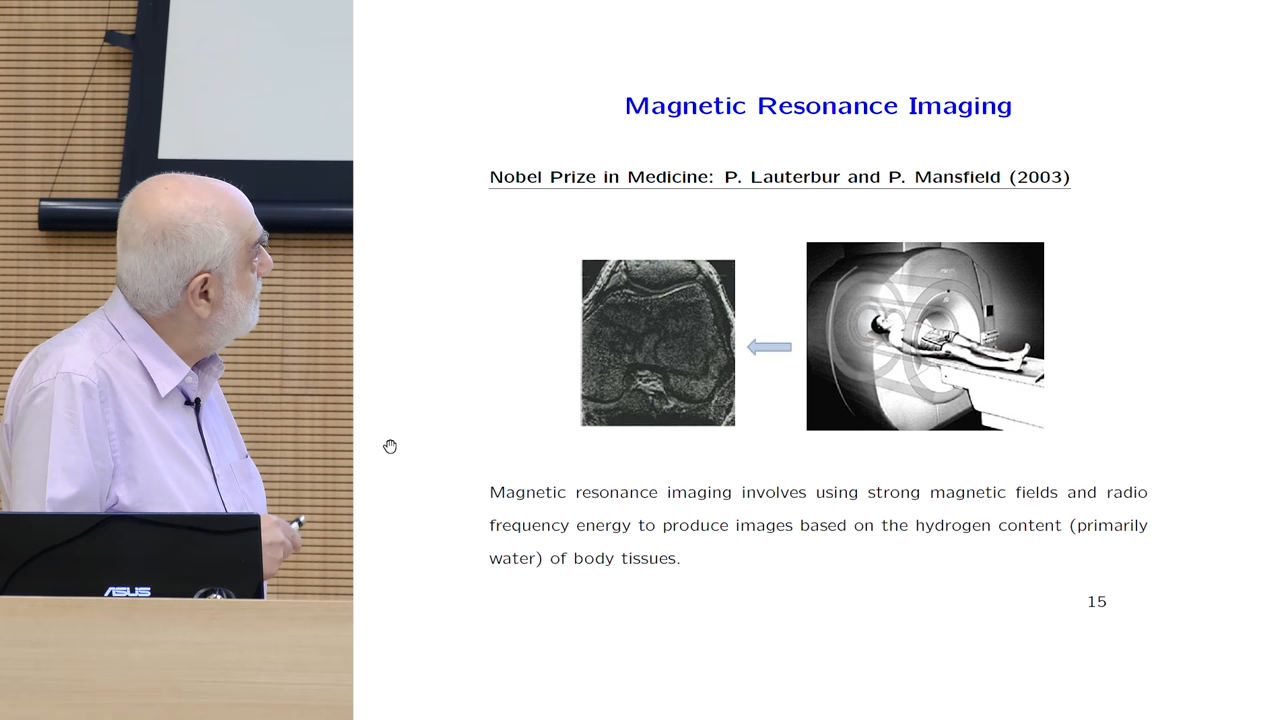 Magnetic Resonance Imaging
Nobel Prize in Medicine: P. Lauterbur and P. Mansfield (2003)
Magnetic resonance imaging involves using strong magnetic fields and radio
frequency energy to produce images based on the hydrogen content (primarily
water) of body tissues.
15
ASUS